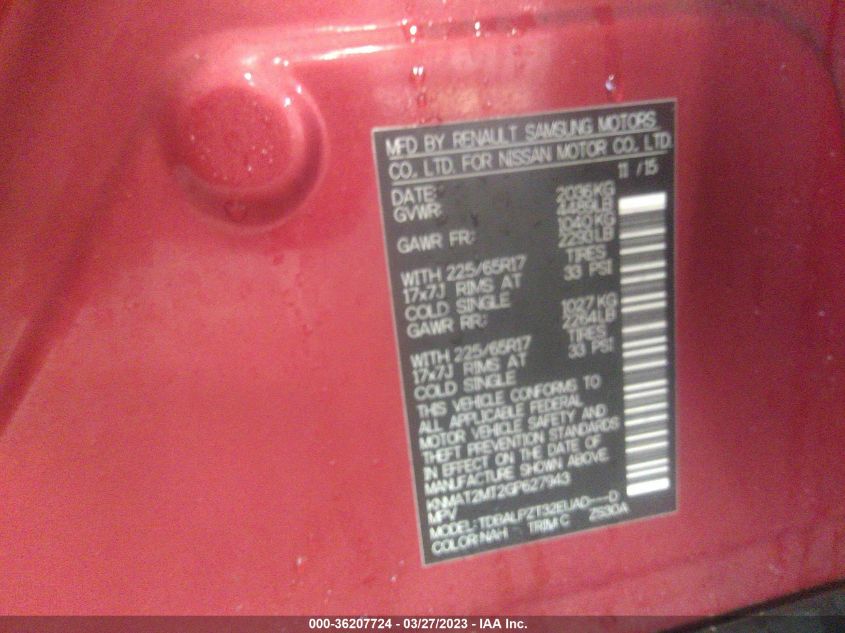 MFD BY RENAULT SAMSUNG MOTORS
CO., LTD. FOR NISSAN MOTOR CO., LTD.
DATE: 11 /15
GVWR: 2036KG
4489LB
GAWR FR: 1040KG
2293LB
WITH 225/65R17 TIRES
17x7J RIMS AT 33 PSI
COLD SINGLE
GAWR RR: 1027KG
2264LB
WITH 225/65R17 TIRES
17x7J RIMS AT 33 PSI
COLD SINGLE
THIS VEHICLE CONFORMS TO
ALL APPLICABLE FEDERAL
MOTOR VEHICLE SAFETY AND
THEFT PREVENTION STANDARDS
IN EFFECT ON THE DATE OF
MANUFACTURE SHOWN ABOVE.
KNMAT2MT2GP627943
MPV
MODEL: COLOR:NAH TRIM:C ZS30A
000-36207724 - 03/27/2023 - IAA Inc.